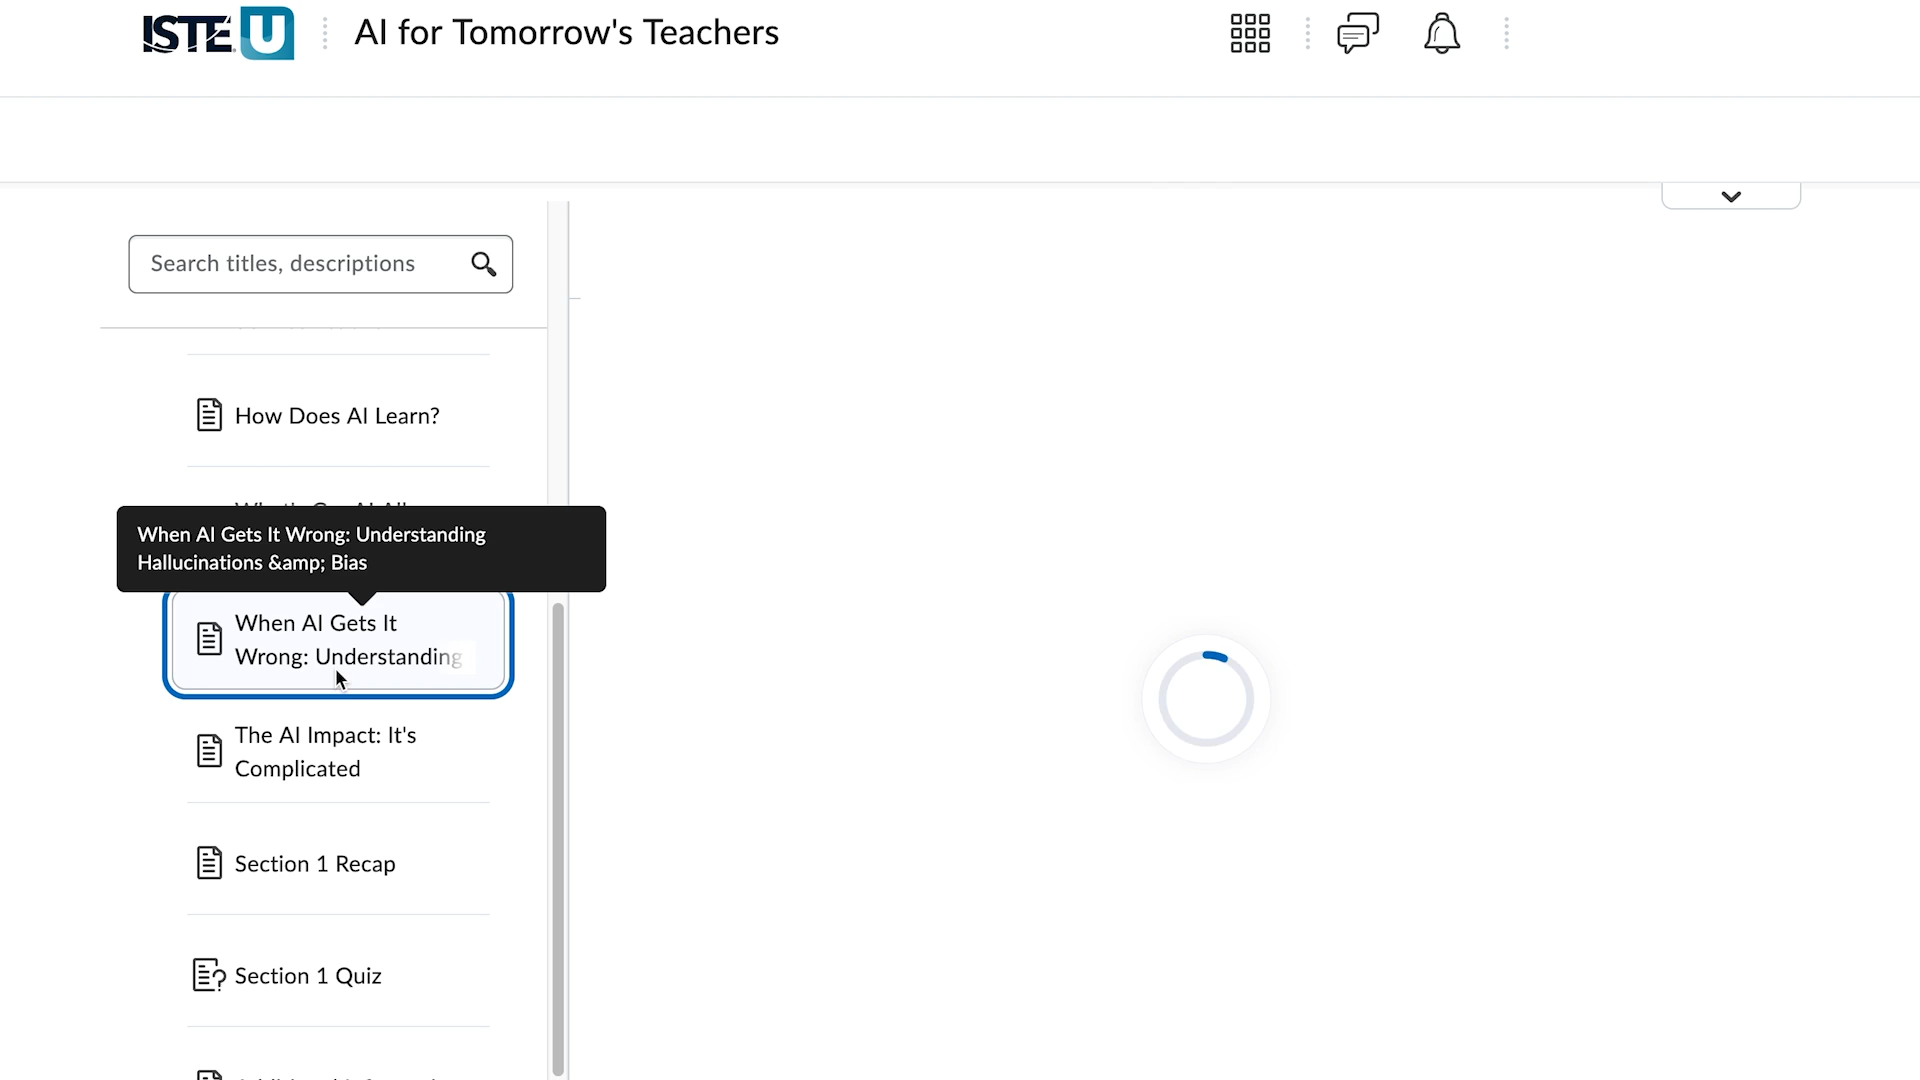 ISTE U
AI for Tomorrow's Teachers
Search titles, descriptions
How Does AI Learn?
When AI Gets It Wrong: Understanding
Hallucinations &amp; Bias
When AI Gets It
Wrong: Understanding
The AI Impact: It's
Complicated
Section 1 Recap
Section 1 Quiz